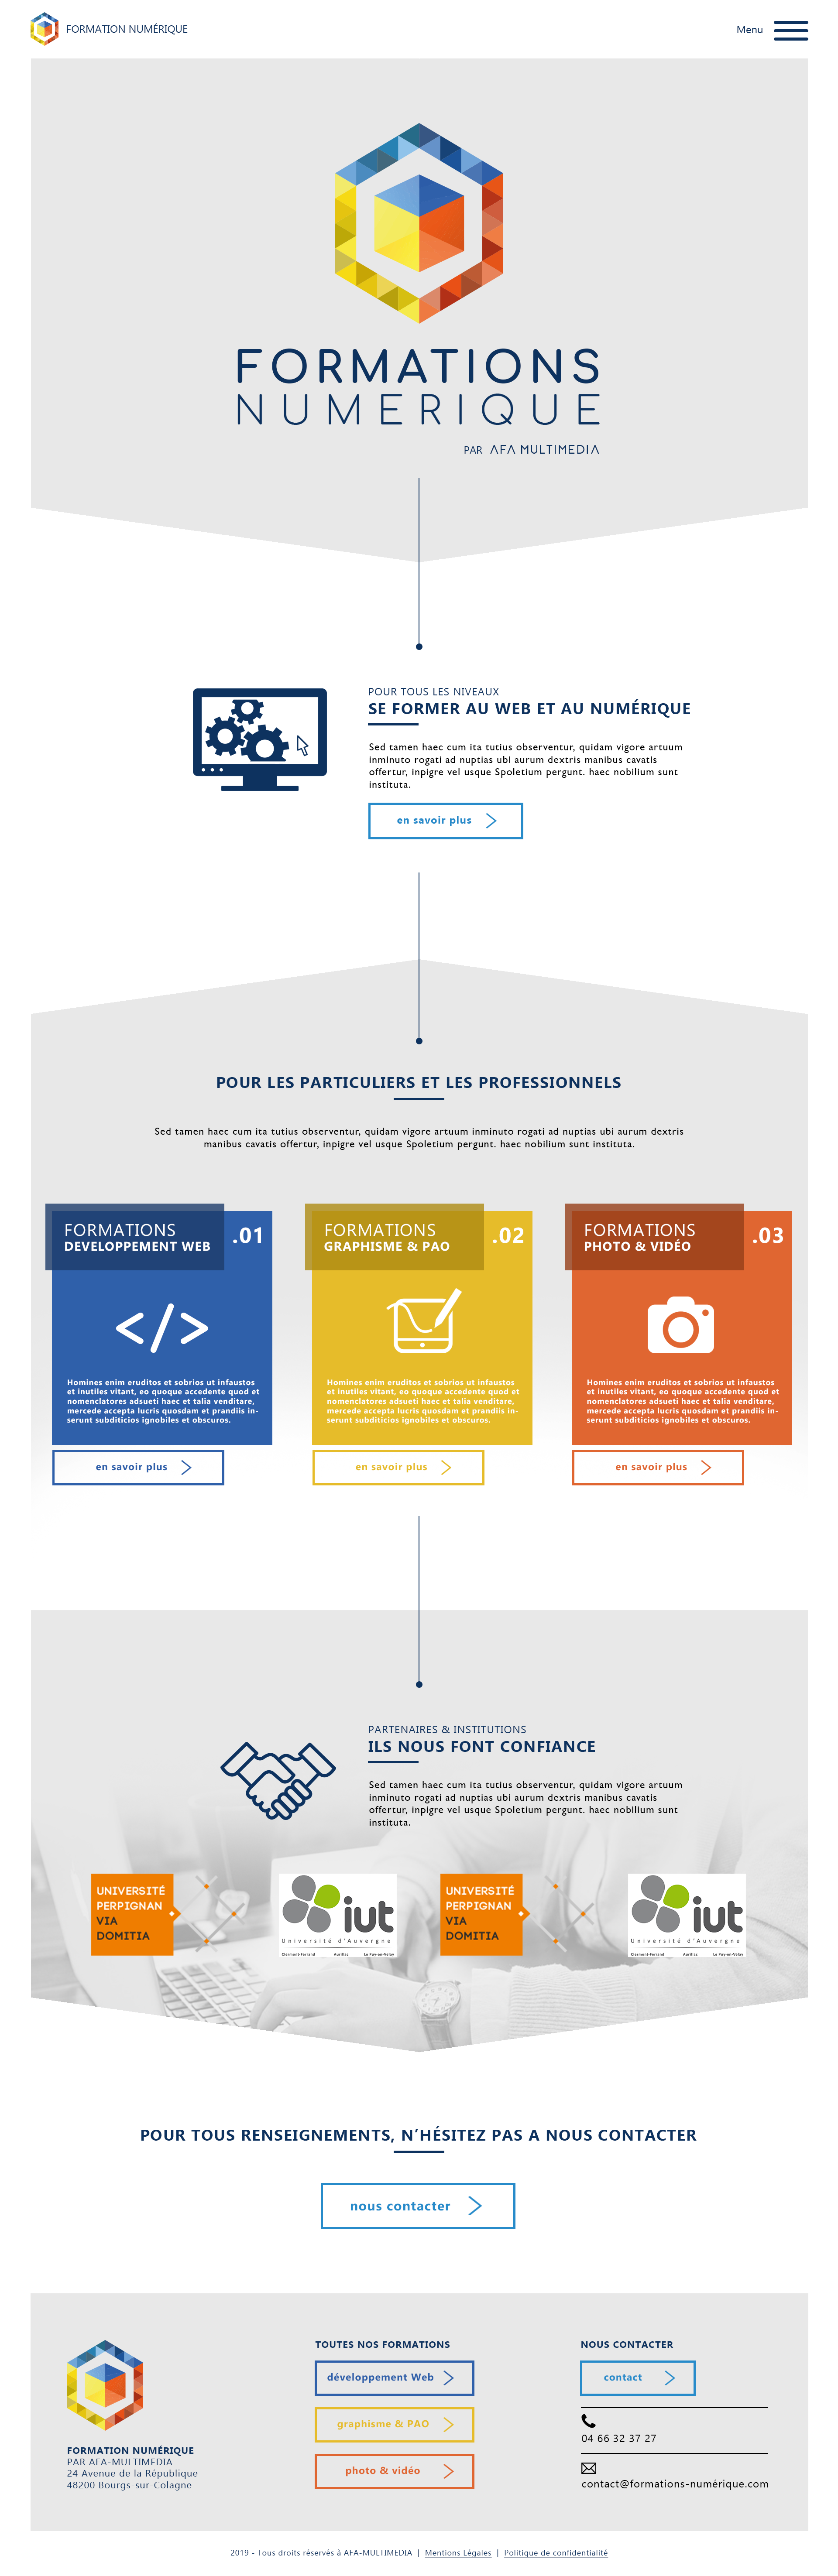 FORMATION NUMÉRIQUE
Menu
FORMATIONS
NUMERIQUE
PAR AFA MULTIMEDIA
POUR TOUS LES NIVEAUX
SE FORMER AU WEB ET AU NUMÉRIQUE
Sed tamen haec cum ita tutius observentur, quidam vigore artuum
inminuto rogati ad nuptias ubi aurum dextris manibus cavatis
offertur, inpigre vel usque Spoletium pergunt. haec nobilium sunt
instituta.
en savoir plus
POUR LES PARTICULIERS ET LES PROFESSIONNELS
Sed tamen haec cum ita tutius observentur, quidam vigore artuum inminuto rogati ad nuptias ubi aurum dextris
manibus cavatis offertur, inpigre vel usque Spoletium pergunt. haec nobilium sunt instituta.
FORMATIONS
DEVELOPPEMENT WEB
.01
</>
Homines enim eruditos et sobrios ut infaustos
et inutiles vitant, eo quoque accedente quod et
nomenclatores adsueti haec et talia venditare,
mercede accepta lucris quosdam et prandiis in-
serunt subditicios ignobiles et obscuros.
en savoir plus
FORMATIONS
GRAPHISME & PAO
.02
Homines enim eruditos et sobrios ut infaustos
et inutiles vitant, eo quoque accedente quod et
nomenclatores adsueti haec et talia venditare,
mercede accepta lucris quosdam et prandiis in-
serunt subditicios ignobiles et obscuros.
en savoir plus
FORMATIONS
PHOTO & VIDÉO
.03
Homines enim eruditos et sobrios ut infaustos
et inutiles vitant, eo quoque accedente quod et
nomenclatores adsueti haec et talia venditare,
mercede accepta lucris quosdam et prandiis in-
serunt subditicios ignobiles et obscuros.
en savoir plus
PARTENAIRES & INSTITUTIONS
ILS NOUS FONT CONFIANCE
Sed tamen haec cum ita tutius observentur, quidam vigore artuum
inminuto rogati ad nuptias ubi aurum dextris manibus cavatis
offertur, inpigre vel usque Spoletium pergunt. haec nobilium sunt
instituta.
UNIVERSITÉ
PERPIGNAN
VIA
DOMITIA
iut
Université d'Auvergne
Clermont-Ferrand Aurillac Le Puy-en-Velay
UNIVERSITÉ
PERPIGNAN
VIA
DOMITIA
iut
Université d'Auvergne
Clermont-Ferrand Aurillac Le Puy-en-Velay
POUR TOUS RENSEIGNEMENTS, N'HÉSITEZ PAS A NOUS CONTACTER
nous contacter
FORMATION NUMÉRIQUE
PAR AFA-MULTIMEDIA
24 Avenue de la République
48200 Bourgs-sur-Colagne
TOUTES NOS FORMATIONS
développement Web
graphisme & PAO
photo & vidéo
NOUS CONTACTER
contact
04 66 32 37 27
contact@formations-numérique.com
2019 - Tous droits réservés à AFA-MULTIMEDIA | Mentions Légales | Politique de confidentialité